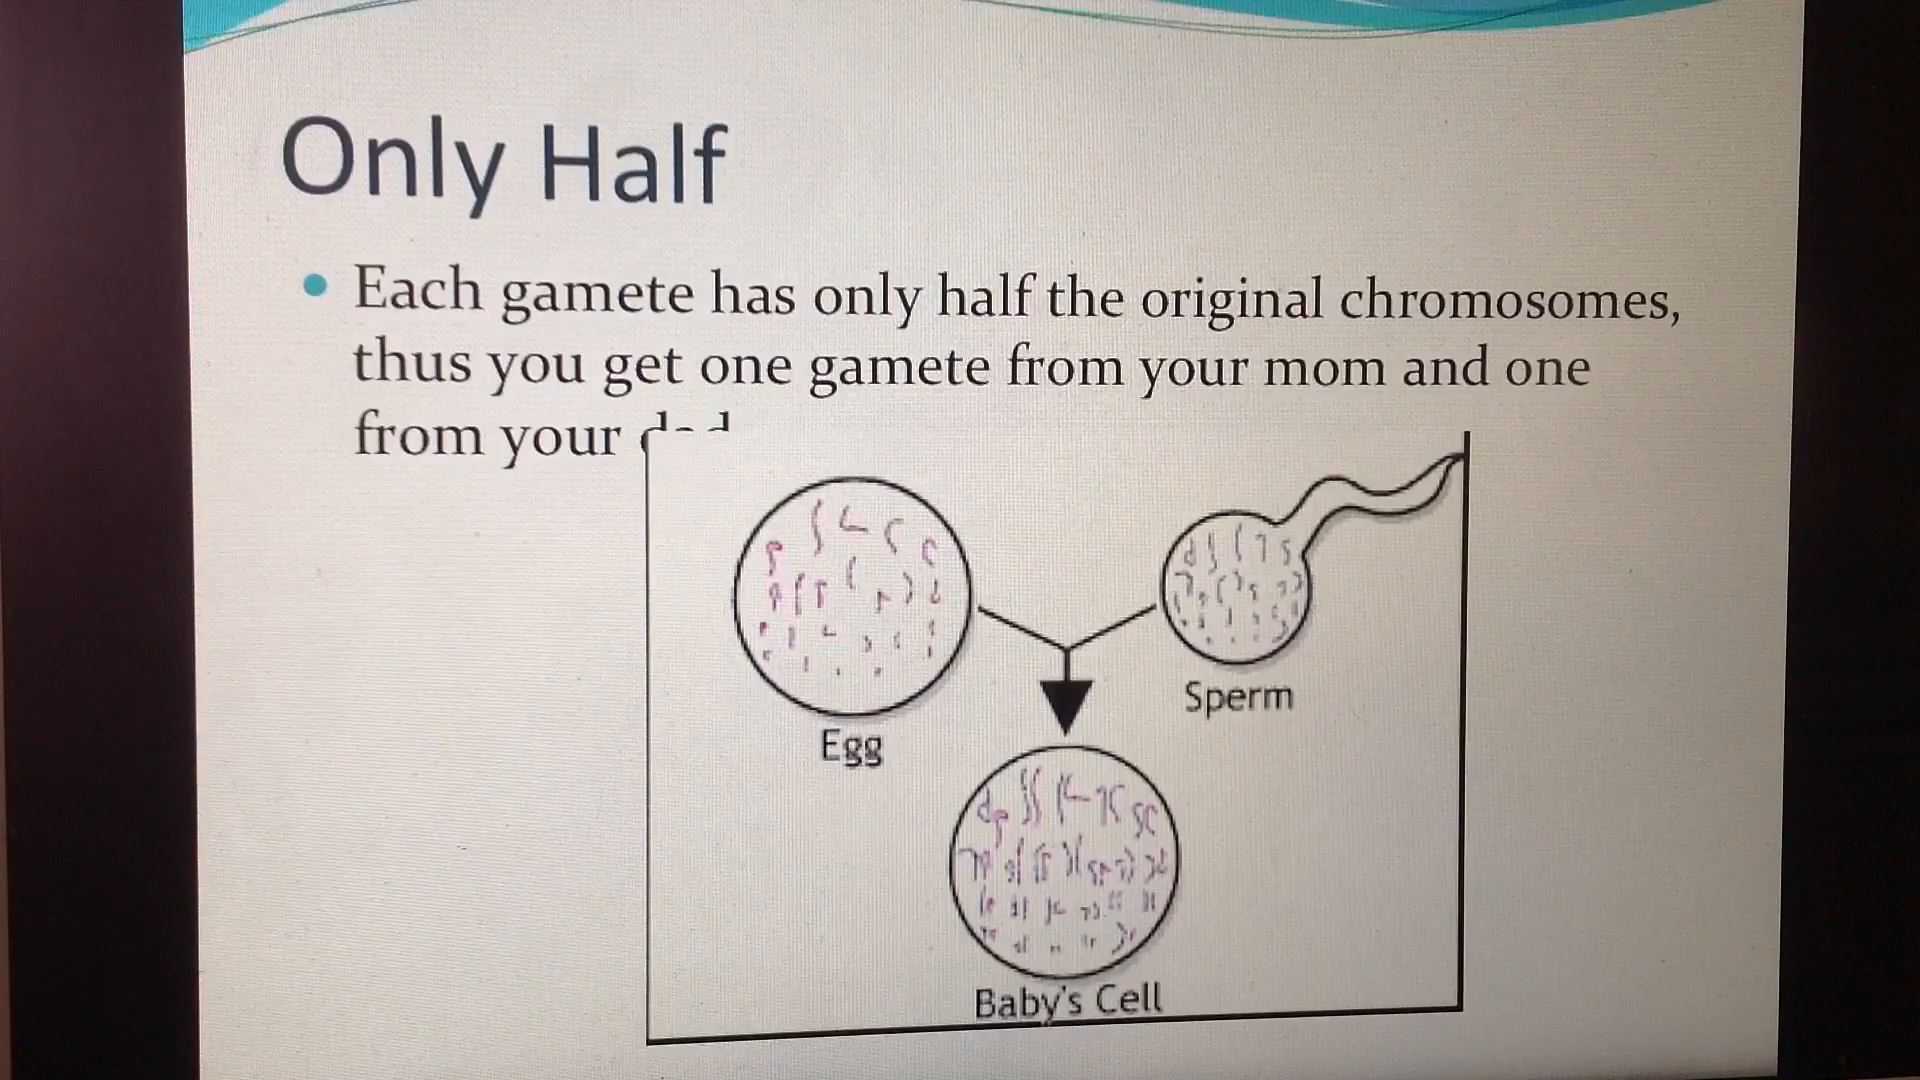 Only Half
Each gamete has only half the original chromosomes,
thus you get one gamete from your mom and one
from your
Egg
Sperm
Baby's Cell